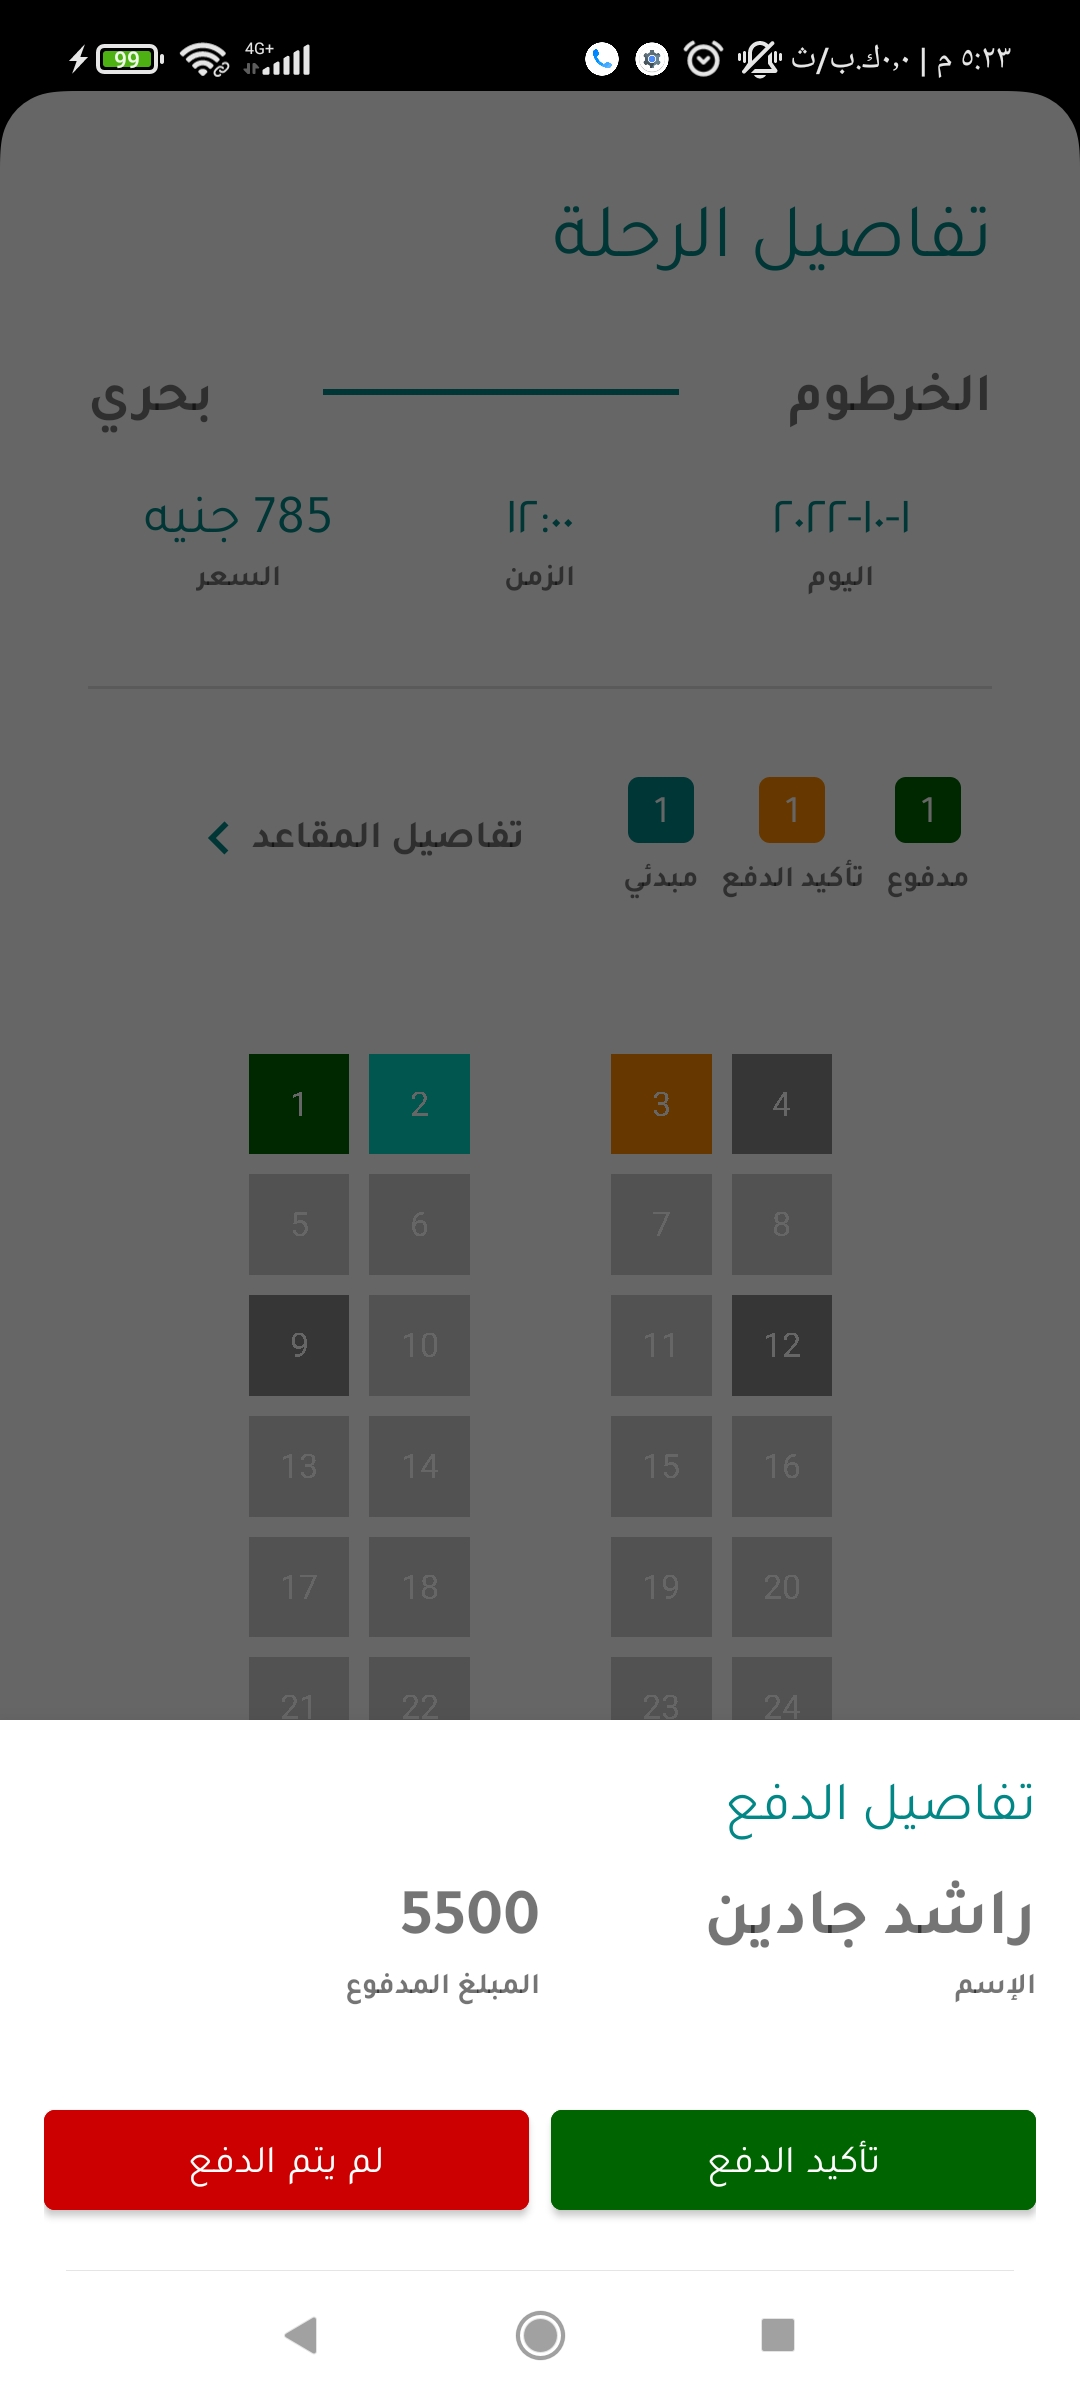 ٥:٢٣ م | ٠,٠ك.ب/ث 4G+ 99
تفاصيل الرحلة
الخرطوم بحري
٢٠٢٢-١٠-١ ١٢:٠٠ 785 جنيه
اليوم الزمن السعر
1 1 1
مدفوع تأكيد الدفع مبدئي
تفاصيل المقاعد
1 2 3 4
5 6 7 8
9 10 11 12
13 14 15 16
17 18 19 20
21 22 23 24
تفاصيل الدفع
راشد جادين 5500
الإسم المبلغ المدفوع
تأكيد الدفع لم يتم الدفع